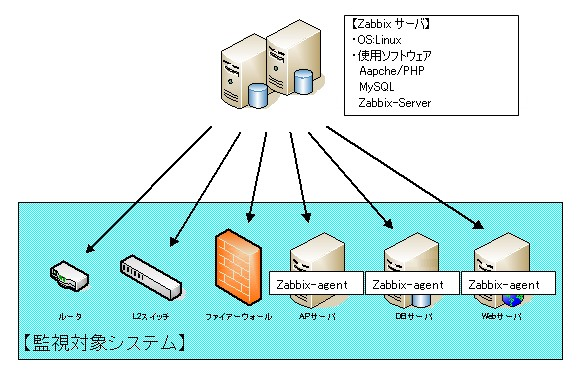 【Zabbix サーバ】
・OS:Linux
・使用ソフトウェア
Aapche/PHP
MySQL
Zabbix-Server
Zabbix-agent
Zabbix-agent
Zabbix-agent
ルータ
L2スイッチ
ファイアーウォール
APサーバ
DBサーバ
Webサーバ
【監視対象システム】